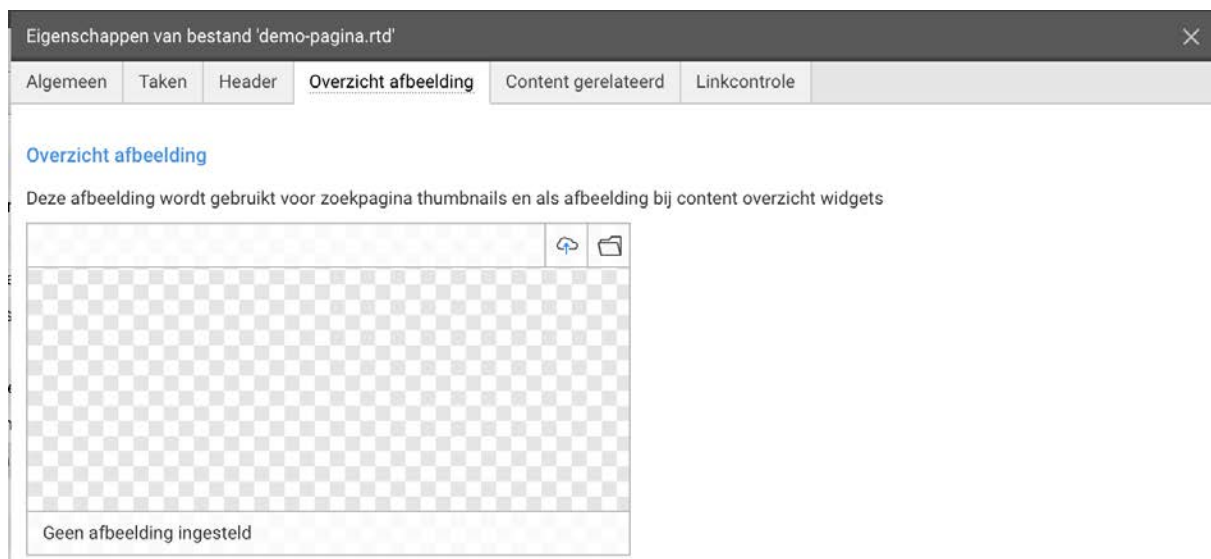 Eigenschappen van bestand 'demo-pagina.rtd'
Algemeen Taken Header Overzicht afbeelding Content gerelateerd Linkcontrole
Overzicht afbeelding
Deze afbeelding wordt gebruikt voor zoekpagina thumbnails en als afbeelding bij content overzicht widgets
Geen afbeelding ingesteld